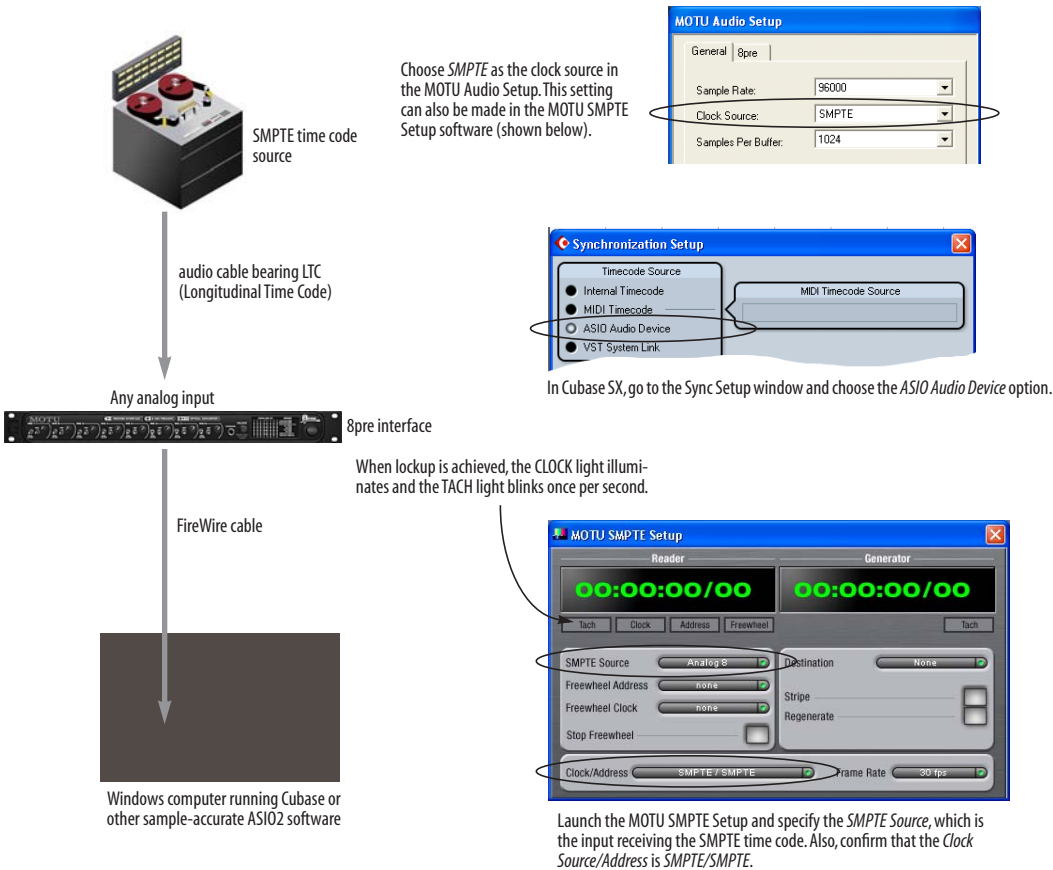 MOTU Audio Setup
General
8pre
Sample Rate:
96000
Clock Source:
SMPTE
Samples Per Buffer:
1024
Choose SMPTE as the clock source in
the MOTU Audio Setup. This setting
can also be made in the MOTU SMPTE
Setup software (shown below).
SMPTE time code
source
audio cable bearing LTC
(Longitudinal Time Code)
Synchronization Setup
Timecode Source
Internal Timecode
MIDI Timecode
ASIO Audio Device
VST System Link
MIDI Timecode Source
In Cubase SX, go to the Sync Setup window and choose the ASIO Audio Device option.
Any analog input
MOTU
8pre interface
When lockup is achieved, the CLOCK light illumi-
nates and the TACH light blinks once per second.
FireWire cable
MOTU SMPTE Setup
Reader
Generator
00:00:00/00
00:00:00/00
Tach
Clock
Address
Freewheel
Tach
SMPTE Source
Analog 8
Destination
None
Freewheel Address
none
Freewheel Clock
none
Stripe
Regenerate
Stop Freewheel
Clock/Address
SMPTE / SMPTE
Frame Rate
30 fps
Windows computer running Cubase or
other sample-accurate ASIO2 software
Launch the MOTU SMPTE Setup and specify the SMPTE Source, which is
the input receiving the SMPTE time code. Also, confirm that the Clock
Source/Address is SMPTE/SMPTE.